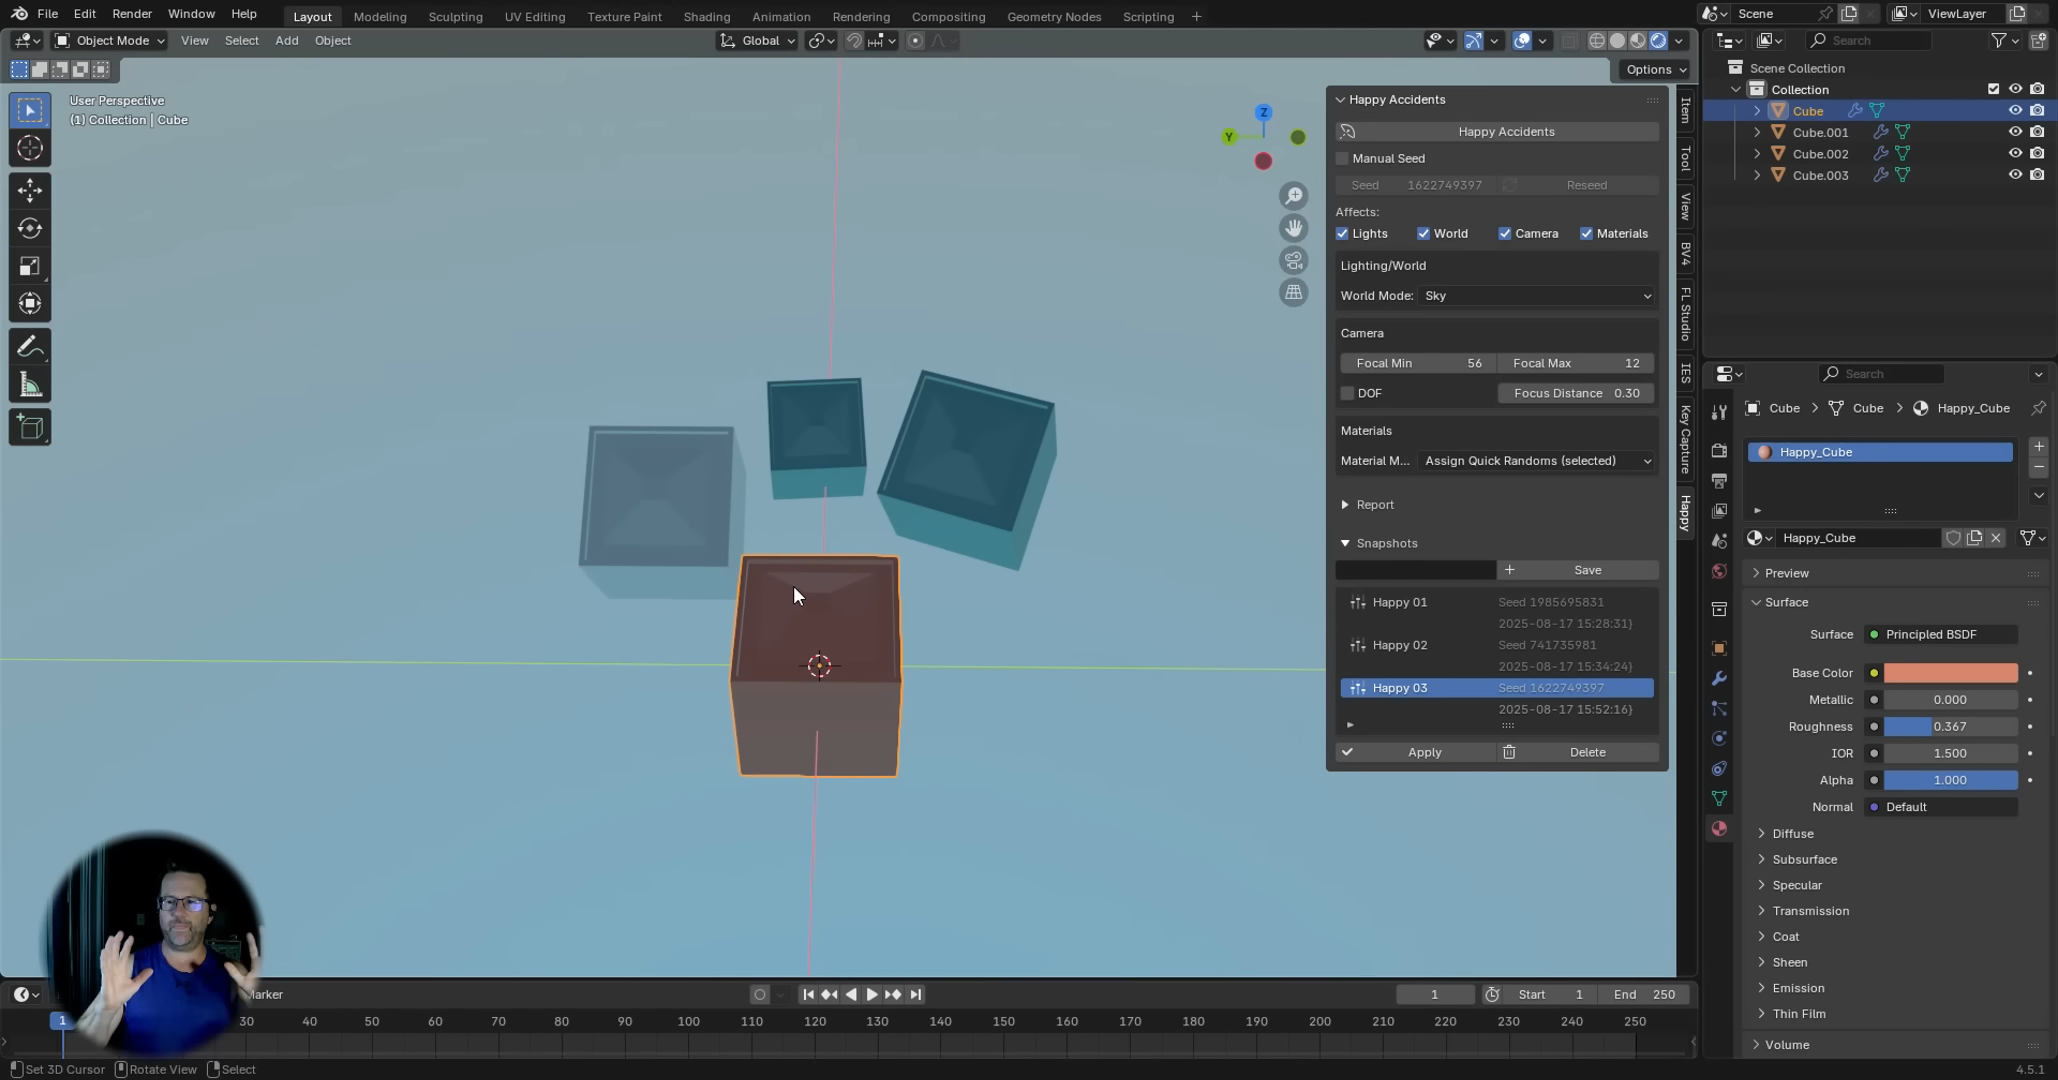 File Edit Render Window Help Layout Modeling Sculpting UV Editing Texture Paint Shading Animation Rendering Compositing Geometry Nodes Scripting + Scene ViewLayer
Object Mode View Select Add Object Global Search
Options
User Perspective
(1) Collection | Cube
Z
Y
Happy Accidents
Happy Accidents
Manual Seed
Seed 1622749397 Reseed
Affects:
Lights World Camera Materials
Lighting/World
World Mode: Sky
Camera
Focal Min 56 Focal Max 12
DOF Focus Distance 0.30
Materials
Material M... Assign Quick Randoms (selected)
Report
Snapshots
+ Save
Happy 01 Seed 1985695831
2025-08-17 15:28:31}
Happy 02 Seed 741735981
2025-08-17 15:34:24}
Happy 03 Seed 1622749397
2025-08-17 15:52:16}
Apply Delete
Item
Tool
View
BV4
FL Studio
IES
Key Capture
Happy
Scene Collection
Collection
Cube
Cube.001
Cube.002
Cube.003
Search
Cube > Cube > Happy_Cube
Happy_Cube
Happy_Cube
Preview
Surface
Surface Principled BSDF
Base Color
Metallic 0.000
Roughness 0.367
IOR 1.500
Alpha 1.000
Normal Default
Diffuse
Subsurface
Specular
Transmission
Coat
Sheen
Emission
Thin Film
Volume
Marker 1 Start 1 End 250
1 30 40 50 60 70 80 90 100 110 120 130 140 150 160 170 180 190 200 210 220 230 240 250
Set 3D Cursor Rotate View Select 4.5.1